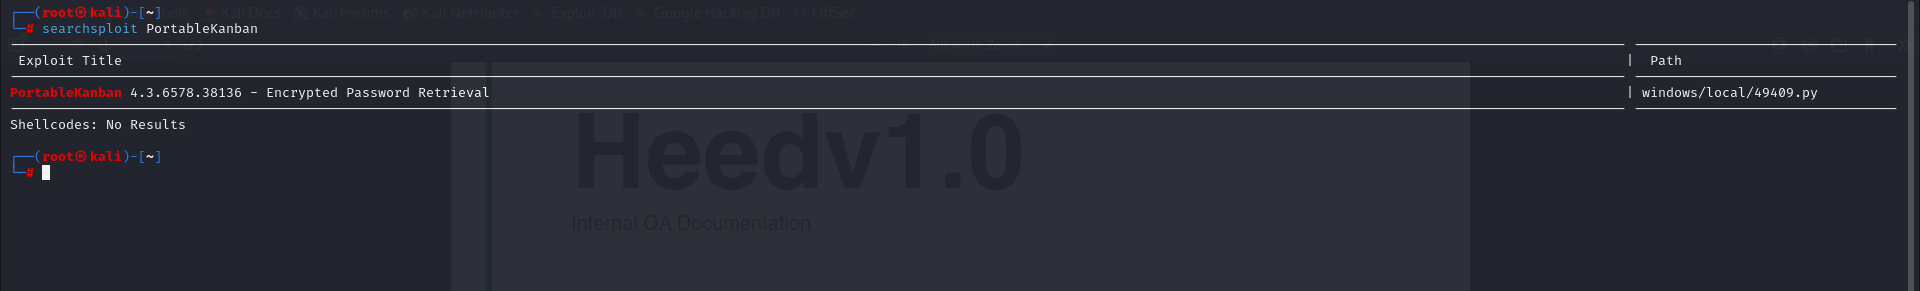 ┌──(root㉿kali)-[~]
tools Kali Docs Kali Forums Kali NetHunter Exploit-DB Google Hacking DB OffSec
└─# searchsploit PortableKanban
Exploit Title | Path
PortableKanban 4.3.6578.38136 - Encrypted Password Retrieval | windows/local/49409.py
Shellcodes: No Results
┌──(root㉿kali)-[~]
└─#
Heedv1.0
Internal QA Documentation